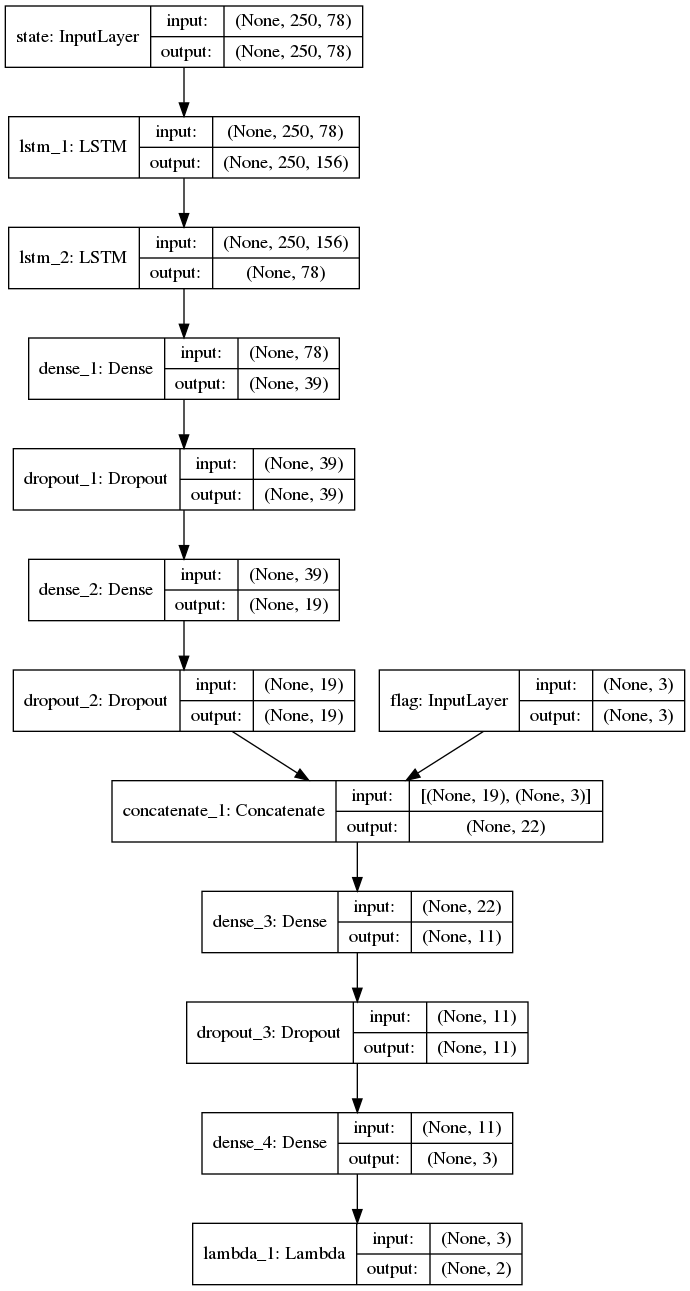 state: InputLayer input: (None, 250, 78)
output: (None, 250, 78)
lstm_1: LSTM input: (None, 250, 78)
output: (None, 250, 156)
lstm_2: LSTM input: (None, 250, 156)
output: (None, 78)
dense_1: Dense input: (None, 78)
output: (None, 39)
dropout_1: Dropout input: (None, 39)
output: (None, 39)
dense_2: Dense input: (None, 39)
output: (None, 19)
dropout_2: Dropout input: (None, 19)
output: (None, 19)
flag: InputLayer input: (None, 3)
output: (None, 3)
concatenate_1: Concatenate input: [(None, 19), (None, 3)]
output: (None, 22)
dense_3: Dense input: (None, 22)
output: (None, 11)
dropout_3: Dropout input: (None, 11)
output: (None, 11)
dense_4: Dense input: (None, 11)
output: (None, 3)
lambda_1: Lambda input: (None, 3)
output: (None, 2)